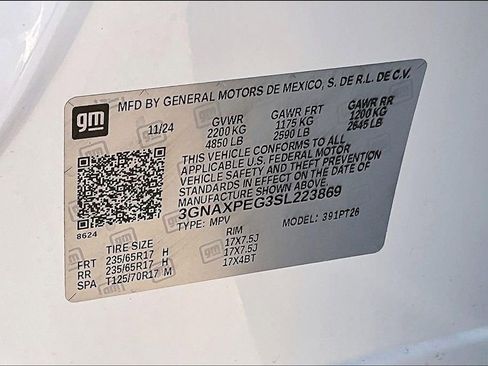 gm
MFD BY GENERAL MOTORS DE MEXICO, S. DE R.L. DE C.V.
11/24 GVWR GAWR FRT GAWR RR
2200 KG 1175 KG 1200 KG
4850 LB 2590 LB 2645 LB
THIS VEHICLE CONFORMS TO ALL
APPLICABLE U.S. FEDERAL MOTOR
VEHICLE SAFETY AND THEFT PREVENTION
STANDARDS IN EFFECT ON THE DATE OF
MANUFACTURE SHOWN ABOVE.
3GNAXPEG3SL223869
8624 TYPE: MPV MODEL: 391PT26
TIRE SIZE RIM
FRT 235/65R17 H 17X7.5J
RR 235/65R17 H 17X7.5J
SPA T125/70R17 M 17X4BT